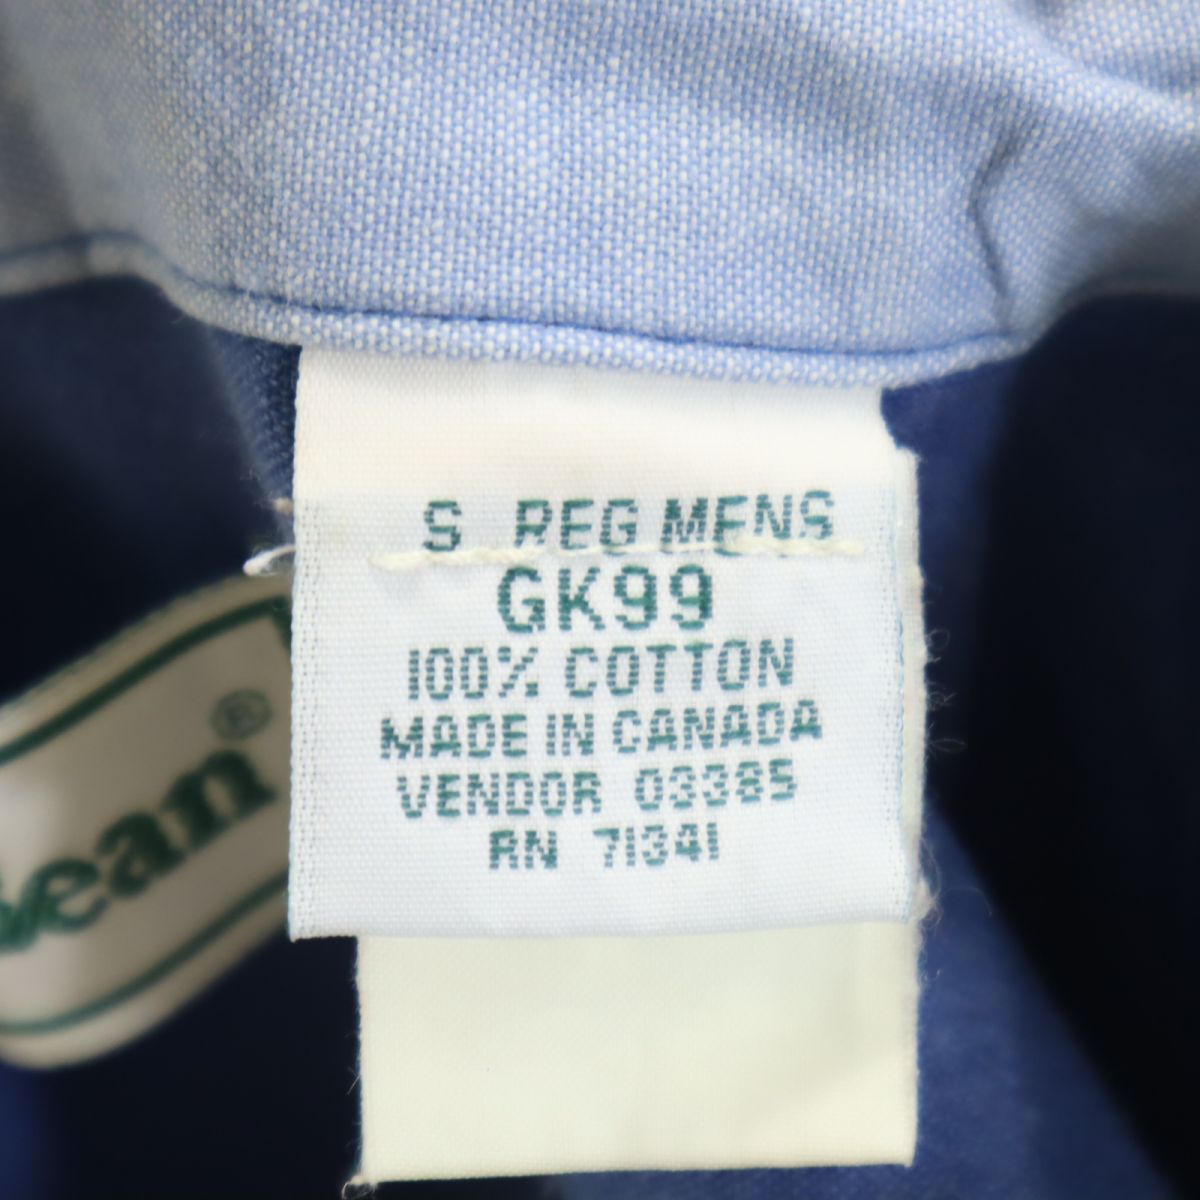 S REG MENS
GK99
100% COTTON
MADE IN CANADA
VENDOR 03385
RN 71341
Bean®